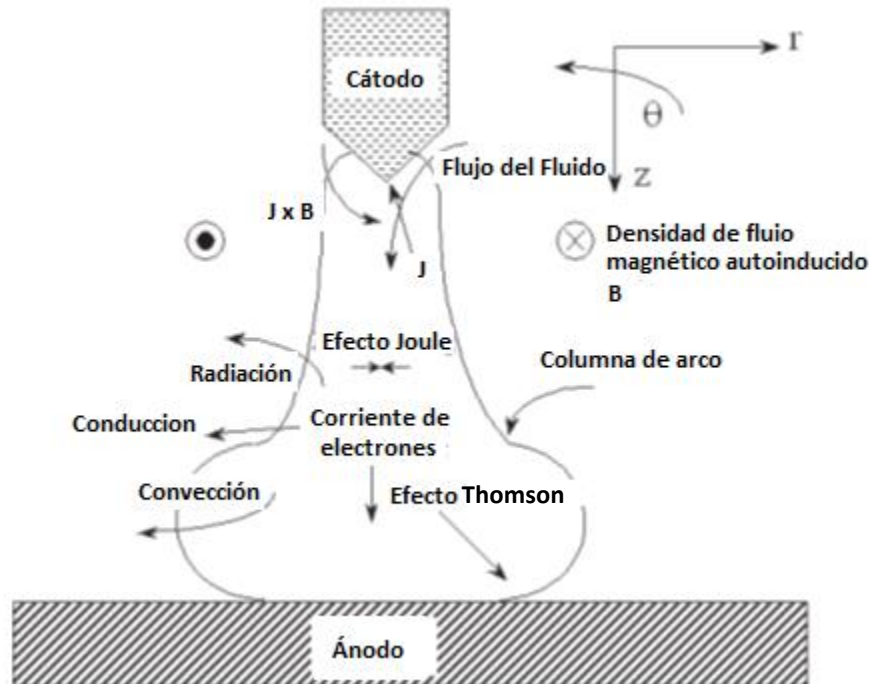 Cátodo
r
θ
z
Flujo del Fluido
J x B
J
Densidad de fluio
magnético autoinducido
B
Efecto Joule
Radiación
Columna de arco
Conduccion
Corriente de
electrones
Convección
Efecto Thomson
Ánodo